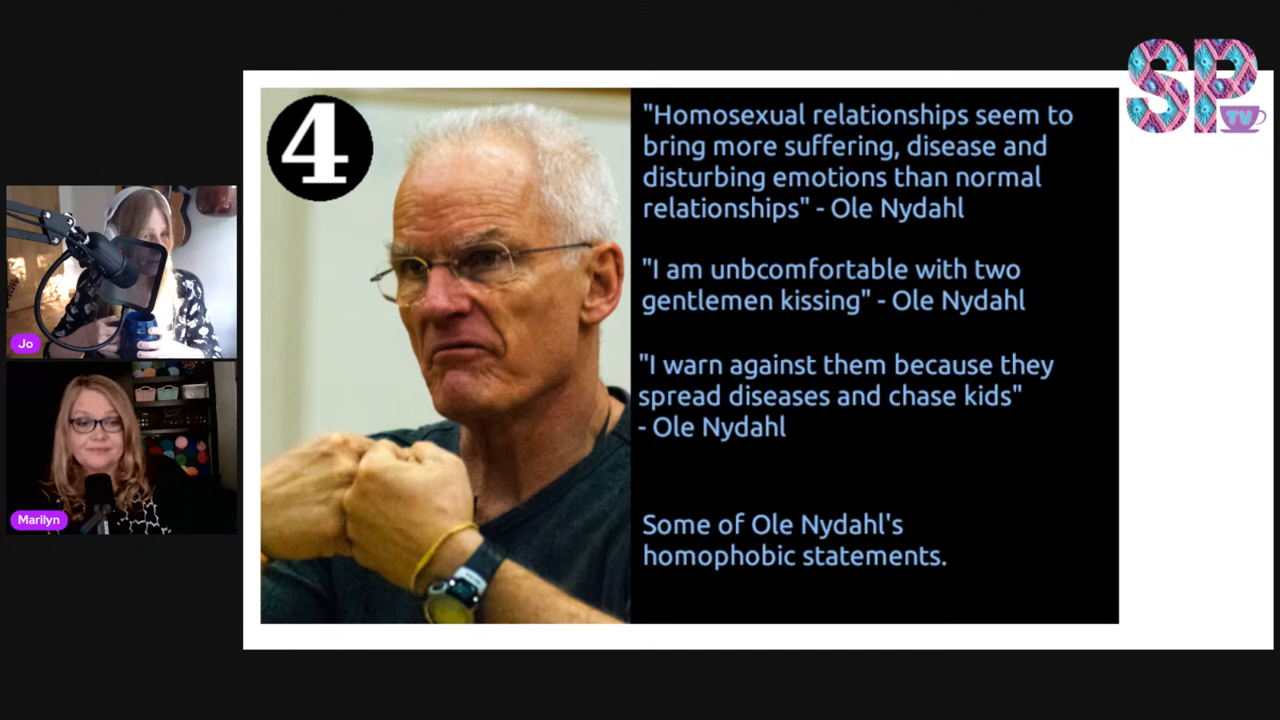 SP
TV
4
"Homosexual relationships seem to
bring more suffering, disease and
disturbing emotions than normal
relationships" - Ole Nydahl
"I am unbcomfortable with two
gentlemen kissing" - Ole Nydahl
"I warn against them because they
spread diseases and chase kids"
- Ole Nydahl
Some of Ole Nydahl's
homophobic statements.
Jo
Marilyn